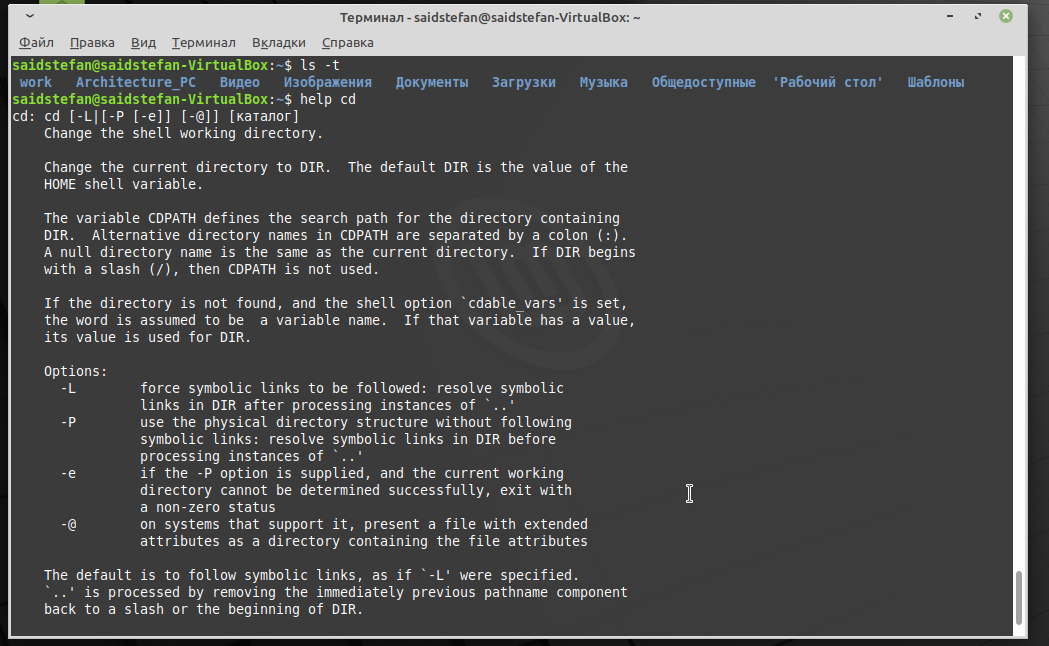 Терминал - saidstefan@saidstefan-VirtualBox: ~
Файл Правка Вид Терминал Вкладки Справка
saidstefan@saidstefan-VirtualBox:~$ ls -t
work Architecture_PC Видео Изображения Документы Загрузки Музыка Общедоступные 'Рабочий стол' Шаблоны
saidstefan@saidstefan-VirtualBox:~$ help cd
cd: cd [-L|[-P [-e]] [-@]] [каталог]
Change the shell working directory.
Change the current directory to DIR.  The default DIR is the value of the
HOME shell variable.
The variable CDPATH defines the search path for the directory containing
DIR.  Alternative directory names in CDPATH are separated by a colon (:).
A null directory name is the same as the current directory.  If DIR begins
with a slash (/), then CDPATH is not used.
If the directory is not found, and the shell option `cdable_vars' is set,
the word is assumed to be  a variable name.  If that variable has a value,
its value is used for DIR.
Options:
-L force symbolic links to be followed: resolve symbolic
links in DIR after processing instances of `..'
-P use the physical directory structure without following
symbolic links: resolve symbolic links in DIR before
processing instances of `..'
-e if the -P option is supplied, and the current working
directory cannot be determined successfully, exit with
a non-zero status
-@ on systems that support it, present a file with extended
attributes as a directory containing the file attributes
The default is to follow symbolic links, as if `-L' were specified.
`..' is processed by removing the immediately previous pathname component
back to a slash or the beginning of DIR.